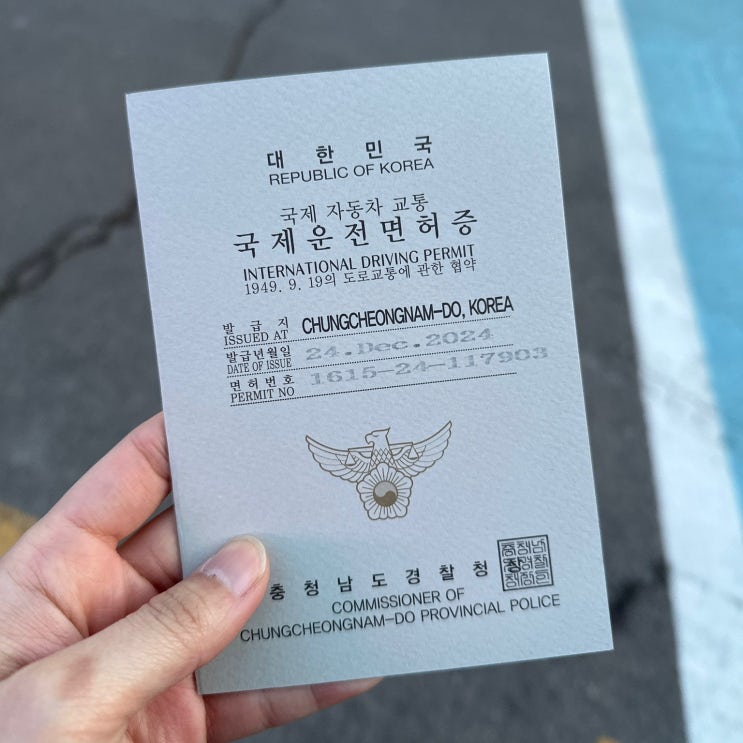 대한민국
REPUBLIC OF KOREA
국제 자동차 교통
국제운전면허증
INTERNATIONAL DRIVING PERMIT
1949. 9. 19의 도로교통에 관한 협약
발급지
ISSUED AT CHUNGCHEONGNAM-DO, KOREA
발급년월일
DATE OF ISSUE 24.Dec.2024
면허번호
PERMIT NO 1615-24-117903
충청남도경찰청
COMMISSIONER OF
CHUNGCHEONGNAM-DO PROVINCIAL POLICE